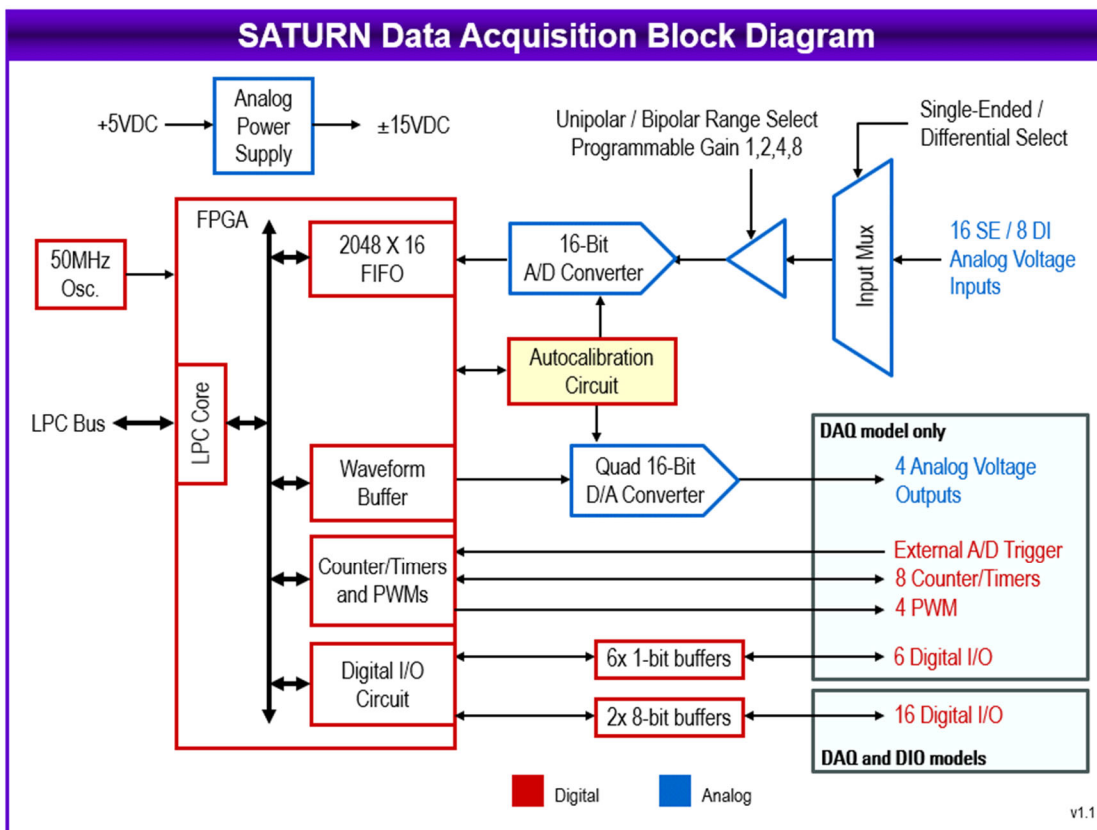 SATURN Data Acquisition Block Diagram
+5VDC
Analog
Power
Supply
±15VDC
Unipolar / Bipolar Range Select
Programmable Gain 1,2,4,8
Single-Ended /
Differential Select
50MHz
Osc.
FPGA
2048 X 16
FIFO
16-Bit
A/D Converter
Input Mux
16 SE / 8 DI
Analog Voltage
Inputs
LPC Bus
LPC Core
Autocalibration
Circuit
Waveform
Buffer
Quad 16-Bit
D/A Converter
DAQ model only
4 Analog Voltage
Outputs
Counter/Timers
and PWMs
External A/D Trigger
8 Counter/Timers
4 PWM
Digital I/O
Circuit
6x 1-bit buffers
6 Digital I/O
2x 8-bit buffers
16 Digital I/O
DAQ and DIO models
Digital
Analog
v1.1